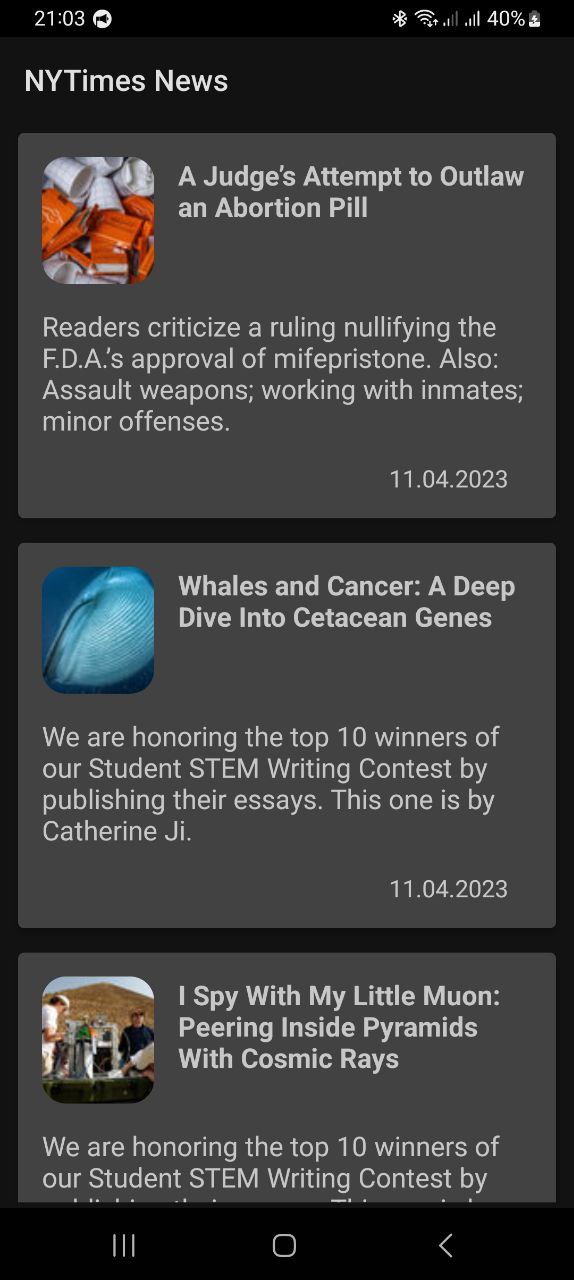 21:03
40%
NYTimes News
A Judge’s Attempt to Outlaw
an Abortion Pill
Readers criticize a ruling nullifying the
F.D.A.’s approval of mifepristone. Also:
Assault weapons; working with inmates;
minor offenses.
11.04.2023
Whales and Cancer: A Deep
Dive Into Cetacean Genes
We are honoring the top 10 winners of
our Student STEM Writing Contest by
publishing their essays. This one is by
Catherine Ji.
11.04.2023
I Spy With My Little Muon:
Peering Inside Pyramids
With Cosmic Rays
We are honoring the top 10 winners of
our Student STEM Writing Contest by